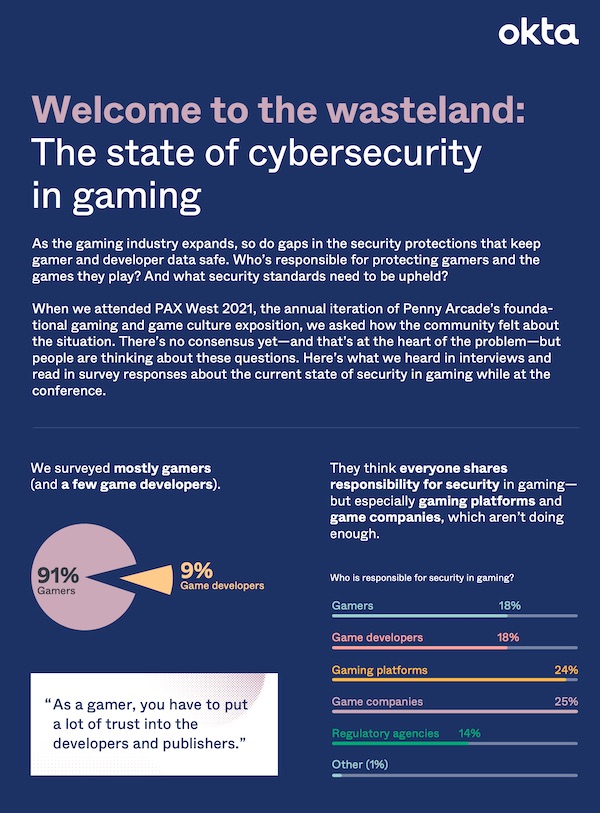 okta
Welcome to the wasteland:
The state of cybersecurity
in gaming
As the gaming industry expands, so do gaps in the security protections that keep
gamer and developer data safe. Who’s responsible for protecting gamers and the
games they play? And what security standards need to be upheld?
When we attended PAX West 2021, the annual iteration of Penny Arcade’s founda-
tional gaming and game culture exposition, we asked how the community felt about
the situation. There’s no consensus yet—and that’s at the heart of the problem—but
people are thinking about these questions. Here’s what we heard in interviews and
read in survey responses about the current state of security in gaming while at the
conference.
We surveyed mostly gamers
(and a few game developers).
91%
Gamers
9%
Game developers
“As a gamer, you have to put
a lot of trust into the
developers and publishers.”
They think everyone shares
responsibility for security in gaming—
but especially gaming platforms and
game companies, which aren’t doing
enough.
Who is responsible for security in gaming?
Gamers 18%
Game developers 18%
Gaming platforms 24%
Game companies 25%
Regulatory agencies 14%
Other (1%)